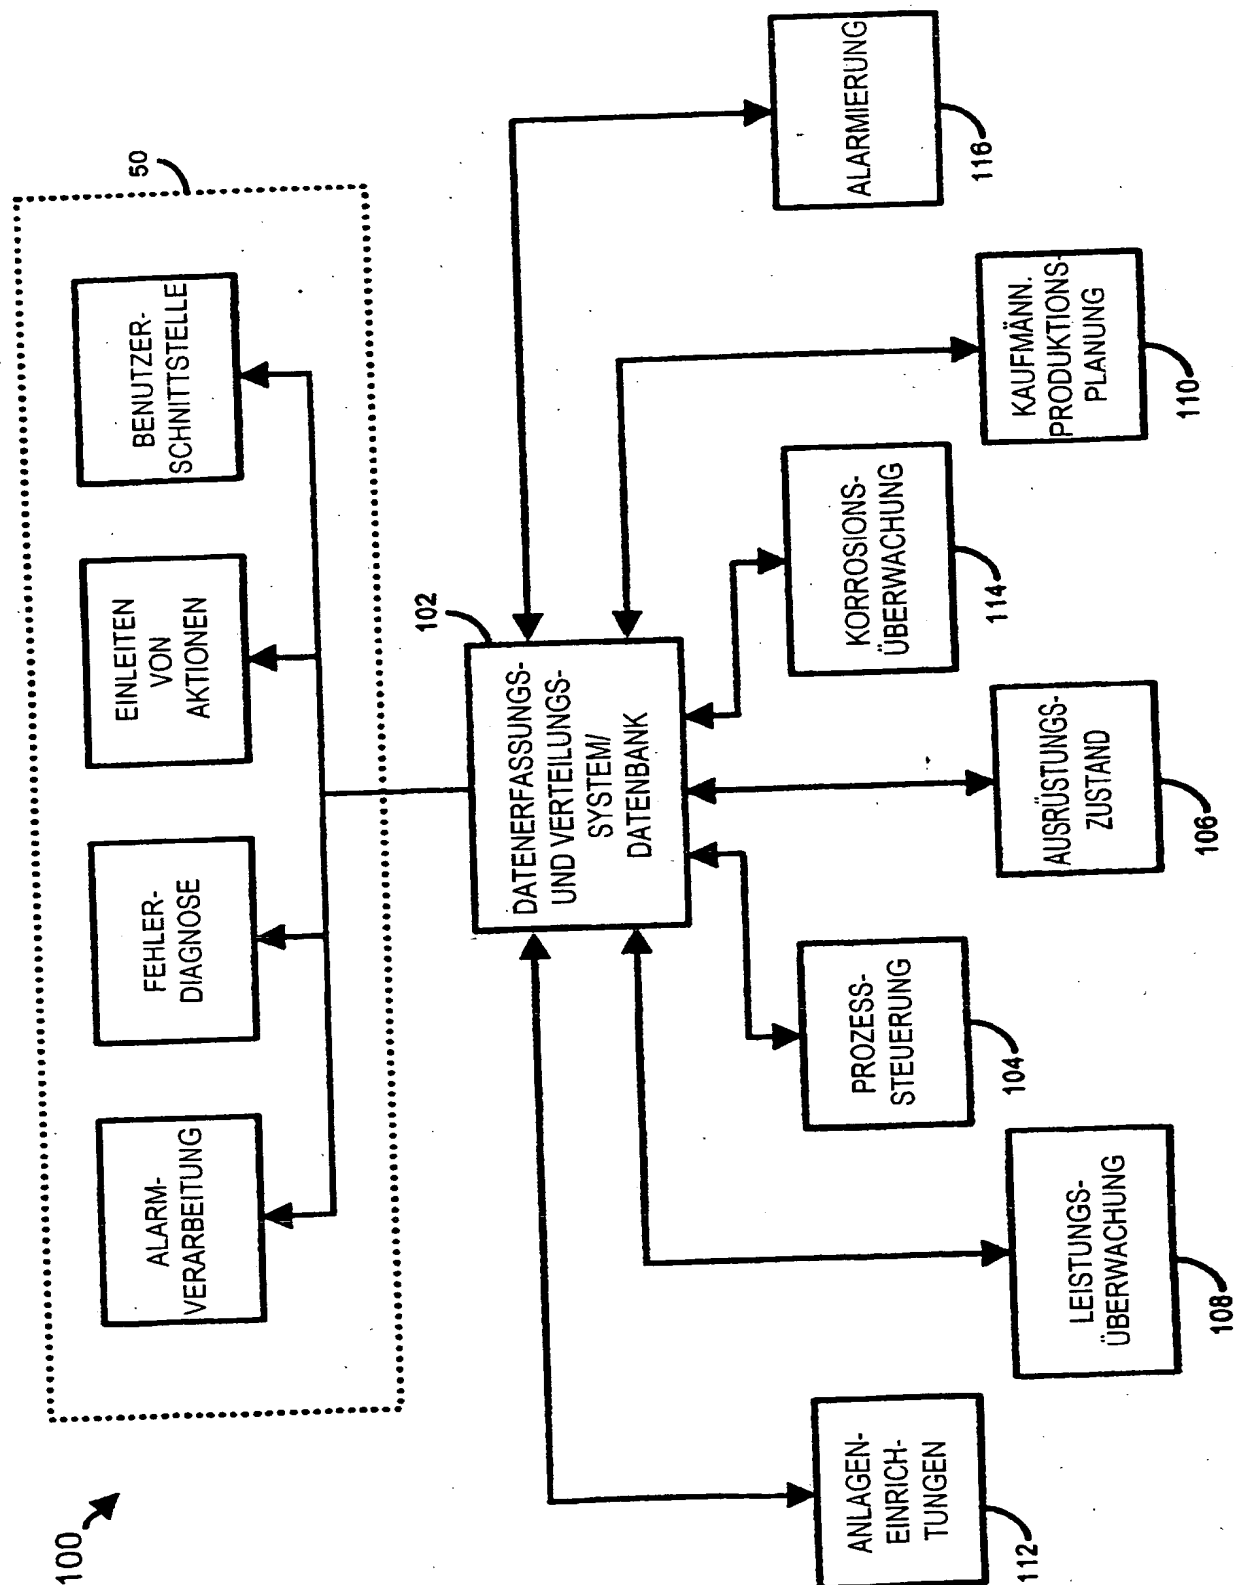 100
50
ALARM-
VERARBEITUNG
FEHLER-
DIAGNOSE
EINLEITEN
VON
AKTIONEN
BENUTZER-
SCHNITTSTELLE
102
DATENERFASSUNGS-
UND VERTEILUNGS-
SYSTEM/
DATENBANK
ANLAGEN-
EINRICH-
TUNGEN
112
LEISTUNGS-
ÜBERWACHUNG
108
PROZESS-
STEUERUNG
104
AUSRÜSTUNGS-
ZUSTAND
106
KORROSIONS-
ÜBERWACHUNG
114
KAUFMÄNN.
PRODUKTIONS-
PLANUNG
110
ALARMIERUNG
116